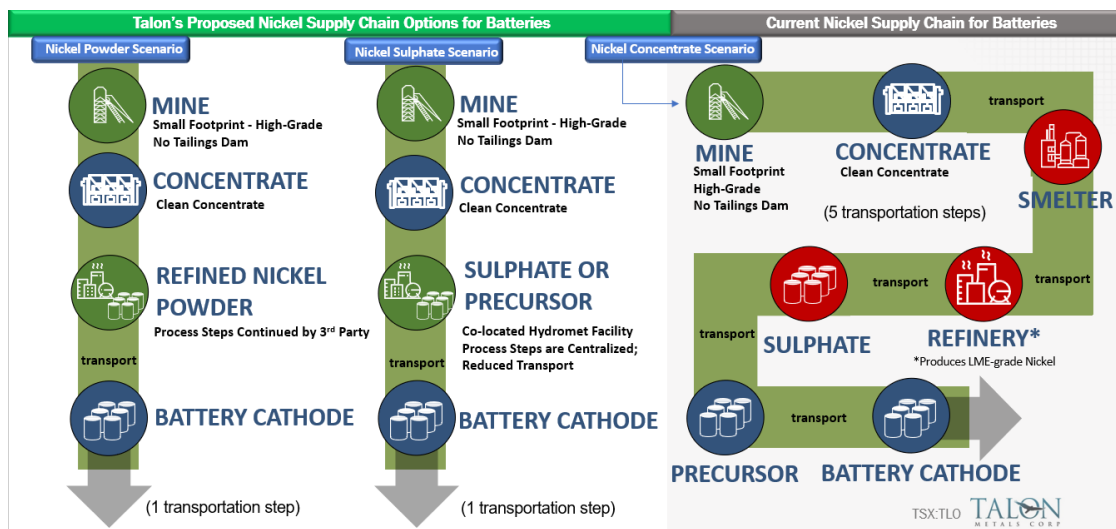 Talon's Proposed Nickel Supply Chain Options for Batteries
Current Nickel Supply Chain for Batteries
Nickel Powder Scenario
MINE
Small Footprint - High-Grade
No Tailings Dam
CONCENTRATE
Clean Concentrate
REFINED NICKEL
POWDER
Process Steps Continued by 3rd Party
transport
BATTERY CATHODE
(1 transportation step)
Nickel Sulphate Scenario
MINE
Small Footprint - High-Grade
No Tailings Dam
CONCENTRATE
Clean Concentrate
SULPHATE OR
PRECURSOR
Co-located Hydromet Facility
Process Steps are Centralized;
Reduced Transport
transport
BATTERY CATHODE
(1 transportation step)
Nickel Concentrate Scenario
MINE
Small Footprint
High-Grade
No Tailings Dam
CONCENTRATE
Clean Concentrate
transport
SMELTER
(5 transportation steps)
transport
REFINERY*
*Produces LME-grade Nickel
transport
SULPHATE
transport
PRECURSOR
transport
BATTERY CATHODE
TSX:TLO TALON
METALS CORP